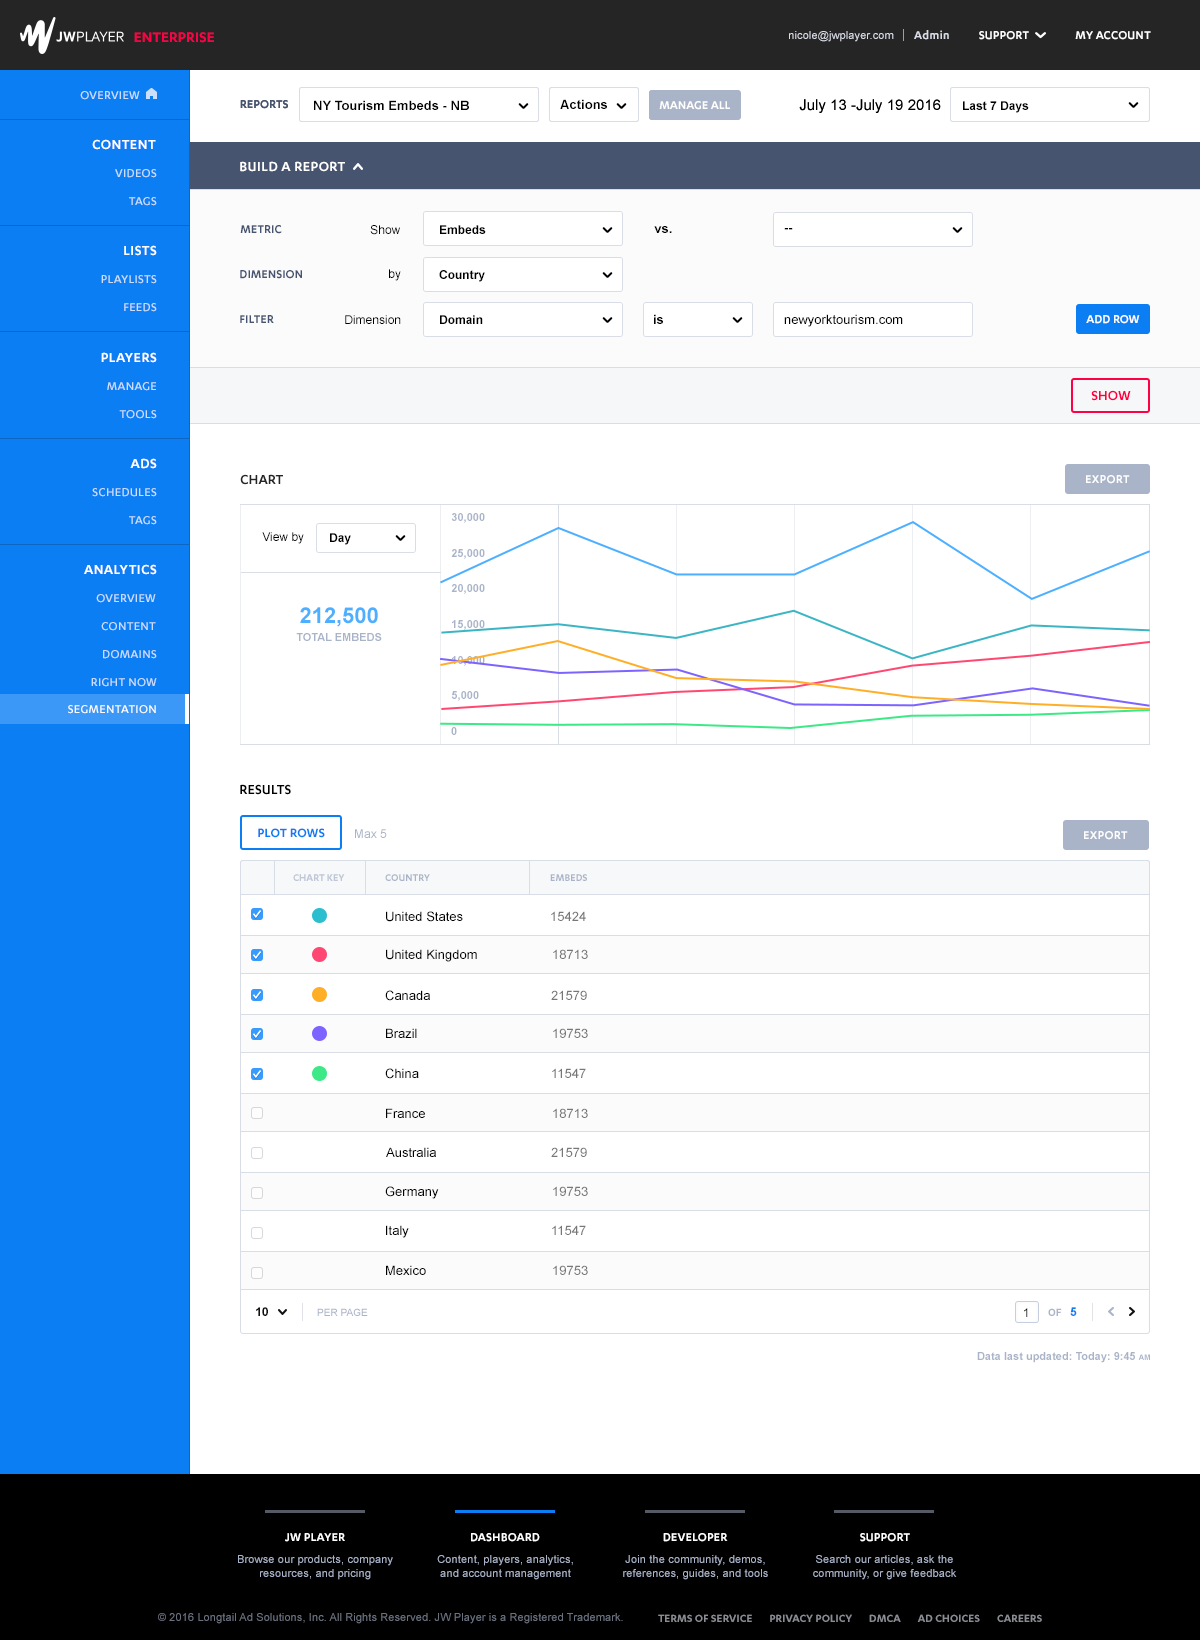 JWPLAYER ENTERPRISE
nicole@jwplayer.com
Admin
SUPPORT
MY ACCOUNT
OVERVIEW
CONTENT
VIDEOS
TAGS
LISTS
PLAYLISTS
FEEDS
PLAYERS
MANAGE
TOOLS
ADS
SCHEDULES
TAGS
ANALYTICS
OVERVIEW
CONTENT
DOMAINS
RIGHT NOW
SEGMENTATION
REPORTS NY Tourism Embeds - NB Actions MANAGE ALL July 13 -July 19 2016 Last 7 Days
BUILD A REPORT
METRIC Show Embeds vs. --
DIMENSION by Country
FILTER Dimension Domain is newyorktourism.com ADD ROW
SHOW
CHART EXPORT
View by Day
212,500
TOTAL EMBEDS
30,000
25,000
20,000
15,000
10,000
5,000
0
RESULTS
PLOT ROWS Max 5 EXPORT
CHART KEY COUNTRY EMBEDS
United States 15424
United Kingdom 18713
Canada 21579
Brazil 19753
China 11547
France 18713
Australia 21579
Germany 19753
Italy 11547
Mexico 19753
10 PER PAGE 1 OF 5
Data last updated: Today: 9:45 AM
JW PLAYER
Browse our products, company
resources, and pricing
DASHBOARD
Content, players, analytics,
and account management
DEVELOPER
Join the community, demos,
references, guides, and tools
SUPPORT
Search our articles, ask the
community, or give feedback
© 2016 Longtail Ad Solutions, Inc. All Rights Reserved. JW Player is a Registered Trademark. TERMS OF SERVICE PRIVACY POLICY DMCA AD CHOICES CAREERS